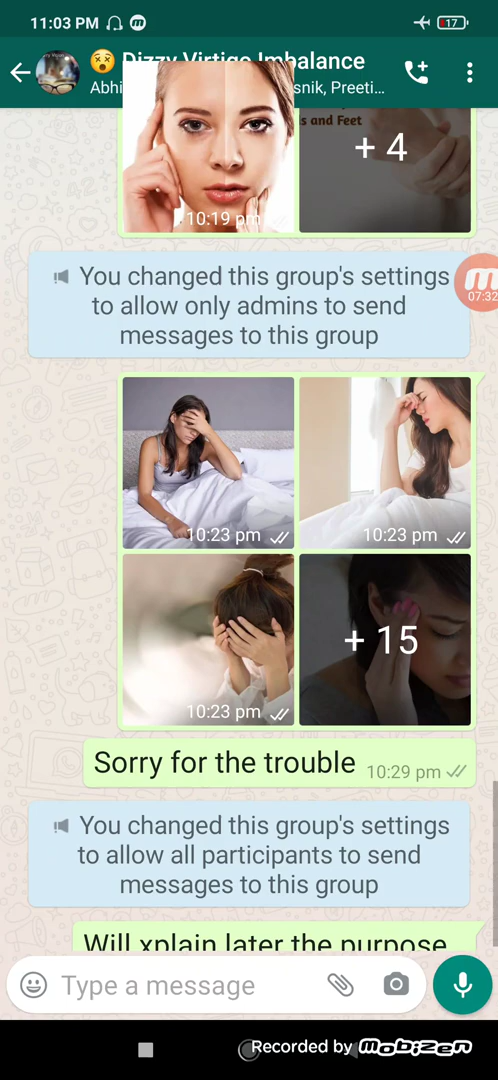 11:03 PM
17
Dizzy Virtigo Imbalance
Abhi snik, Preeti...
s and Feet
+ 4
10:19 pm
You changed this group's settings
to allow only admins to send
messages to this group
07:32
10:23 pm
10:23 pm
10:23 pm
+ 15
Sorry for the trouble 10:29 pm
You changed this group's settings
to allow all participants to send
messages to this group
Will xplain later the purpose
Type a message
Recorded by mobizen